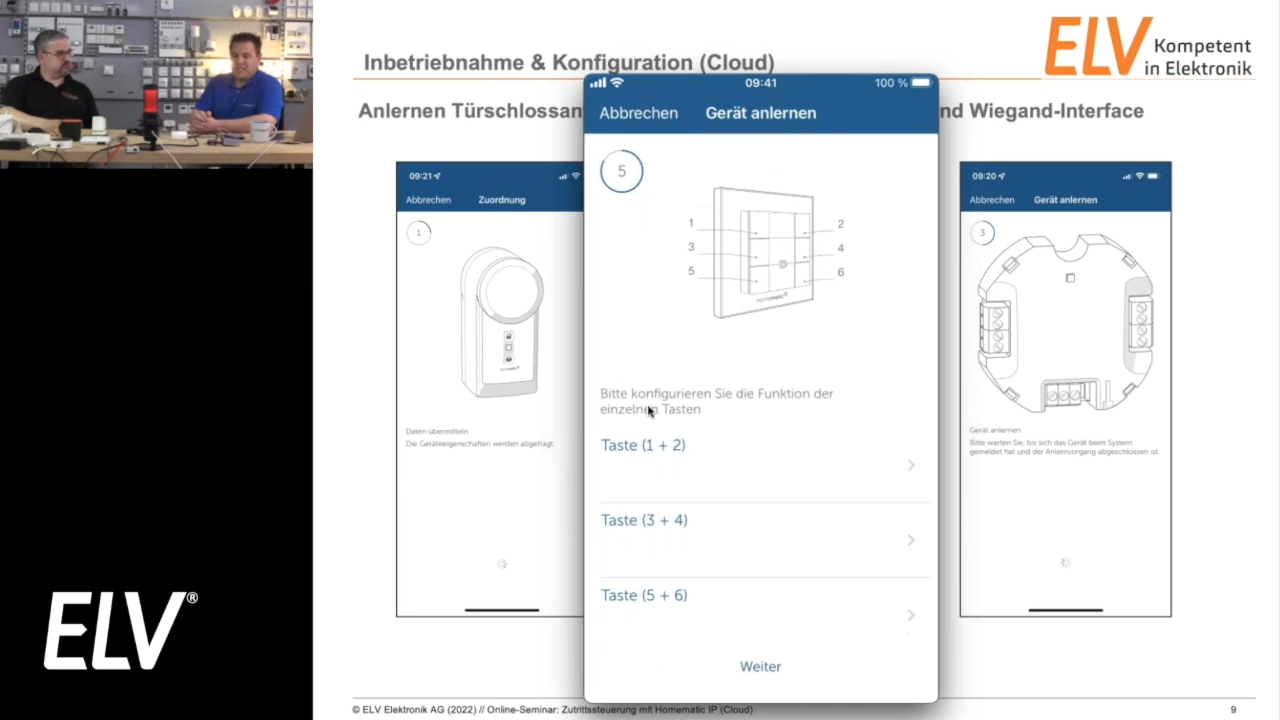 Inbetriebnahme & Konfiguration (Cloud)
ELV Kompetent
in Elektronik
Anlernen Türschlossan
nd Wiegand-Interface
09:21
Abbrechen Zuordnung
1
Daten übermitteln
Die Geräteeigenschaften werden abgefragt.
09:41 100 %
Abbrechen Gerät anlernen
5
1 2
3 4
5 6
homematic IP
Bitte konfigurieren Sie die Funktion der
einzelnen Tasten
Taste (1 + 2)
Taste (3 + 4)
Taste (5 + 6)
Weiter
09:20
Abbrechen Gerät anlernen
3
Gerät anlernen
Bitte warten Sie, bis sich das Gerät beim System
gemeldet hat und der Anlernvorgang abgeschlossen ist.
ELV®
© ELV Elektronik AG (2022) // Online-Seminar: Zutrittssteuerung mit Homematic IP (Cloud) 9